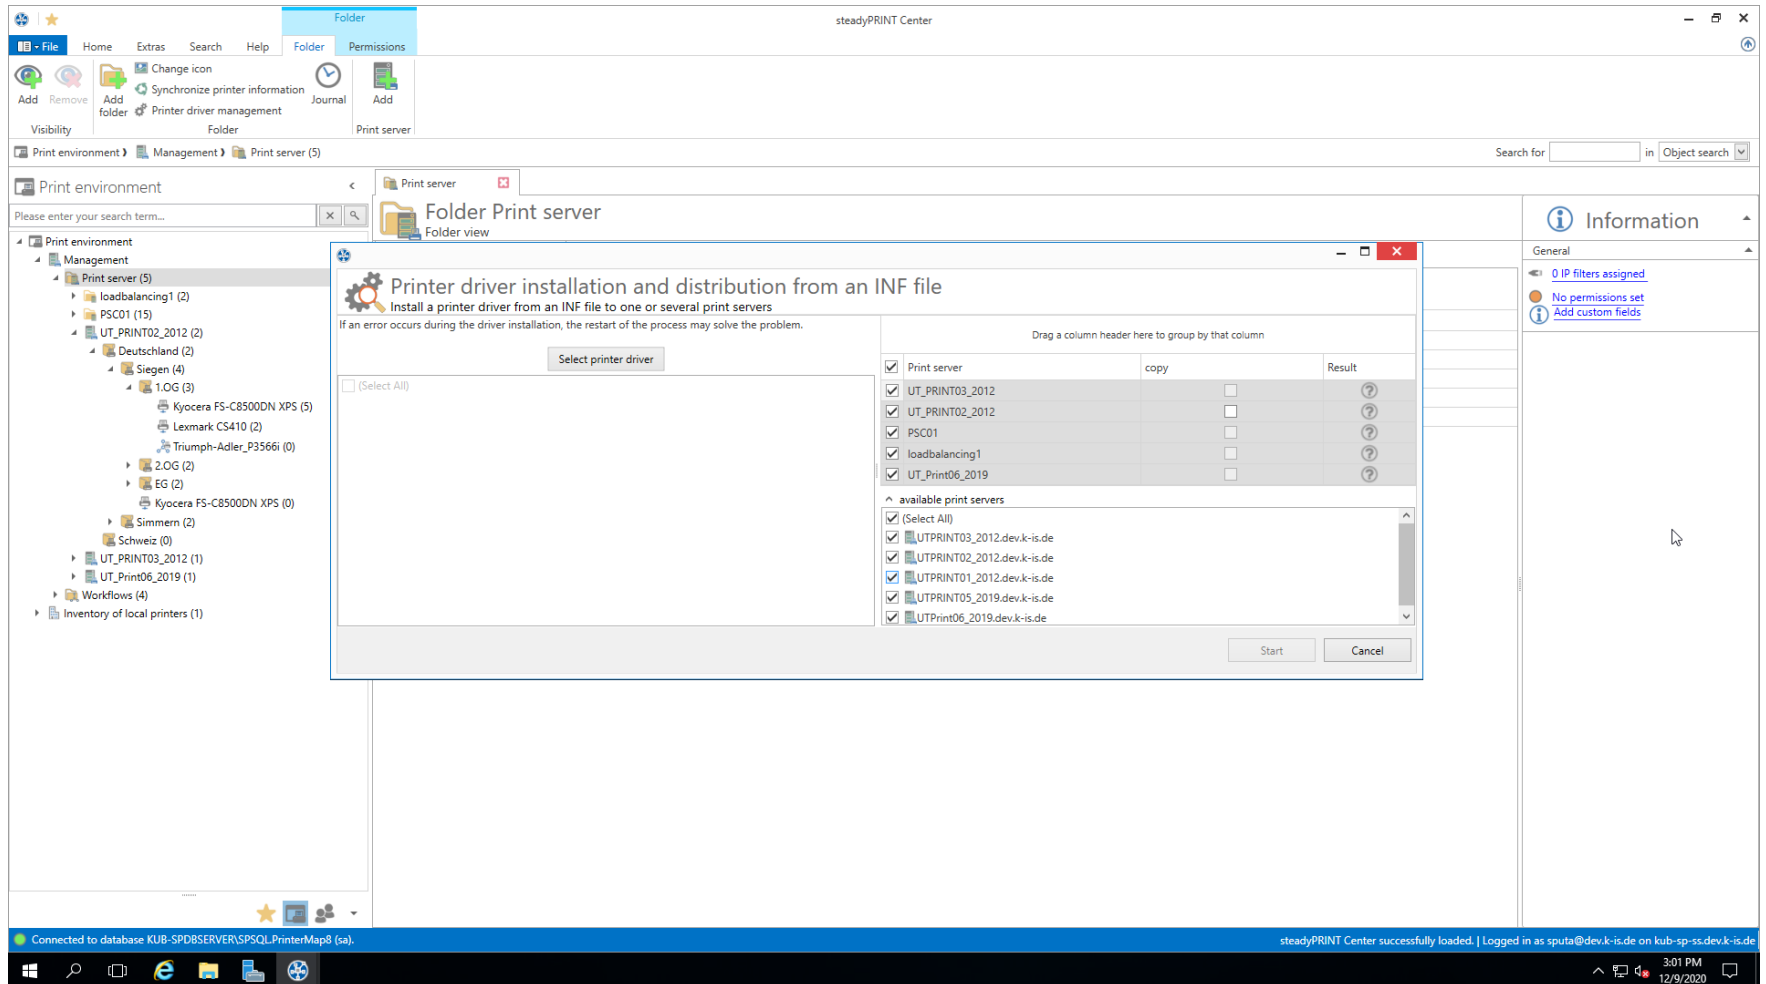 Folder
steadyPRINT Center
File
Home
Extras
Search
Help
Folder
Permissions
Add
Remove
Add folder
Change icon
Synchronize printer information
Printer driver management
Journal
Add
Visibility
Folder
Print server
Print environment
Management
Print server (5)
Search for
in
Object search
Print environment
Please enter your search term...
Print environment
Management
Print server (5)
loadbalancing1 (2)
PSC01 (15)
UT_PRINT02_2012 (2)
Deutschland (2)
Siegen (4)
1.OG (3)
Kyocera FS-C8500DN XPS (5)
Lexmark CS410 (2)
Triumph-Adler_P3566i (0)
2.OG (2)
EG (2)
Kyocera FS-C8500DN XPS (0)
Simmern (2)
Schweiz (0)
UT_PRINT03_2012 (1)
UT_Print06_2019 (1)
Workflows (4)
Inventory of local printers (1)
Print server
Folder Print server
Folder view
Printer driver installation and distribution from an INF file
Install a printer driver from an INF file to one or several print servers
If an error occurs during the driver installation, the restart of the process may solve the problem.
Select printer driver
(Select All)
Drag a column header here to group by that column
Print server copy Result
UT_PRINT03_2012
UT_PRINT02_2012
PSC01
loadbalancing1
UT_Print06_2019
available print servers
(Select All)
UTPRINT03_2012.dev.k-is.de
UTPRINT02_2012.dev.k-is.de
UTPRINT01_2012.dev.k-is.de
UTPRINT05_2019.dev.k-is.de
UTPrint06_2019.dev.k-is.de
Start
Cancel
Information
General
0 IP filters assigned
No permissions set
Add custom fields
Connected to database KUB-SPDBSERVER\SPSQL.PrinterMap8 (sa).
steadyPRINT Center successfully loaded. | Logged in as sputa@dev.k-is.de on kub-sp-ss.dev.k-is.de
3:01 PM
12/9/2020